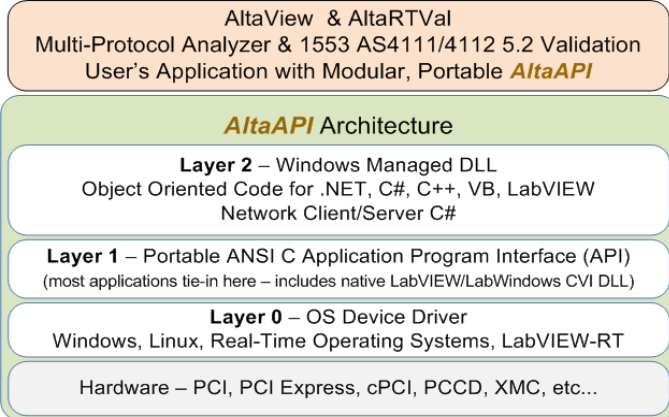 AltaView & AltaRTVal
Multi-Protocol Analyzer & 1553 AS4111/4112 5.2 Validation
User's Application with Modular, Portable AltaAPI
AltaAPI Architecture
Layer 2 – Windows Managed DLL
Object Oriented Code for .NET, C#, C++, VB, LabVIEW
Network Client/Server C#
Layer 1 – Portable ANSI C Application Program Interface (API)
(most applications tie-in here – includes native LabVIEW/LabWindows CVI DLL)
Layer 0 – OS Device Driver
Windows, Linux, Real-Time Operating Systems, LabVIEW-RT
Hardware – PCI, PCI Express, cPCI, PCCD, XMC, etc...